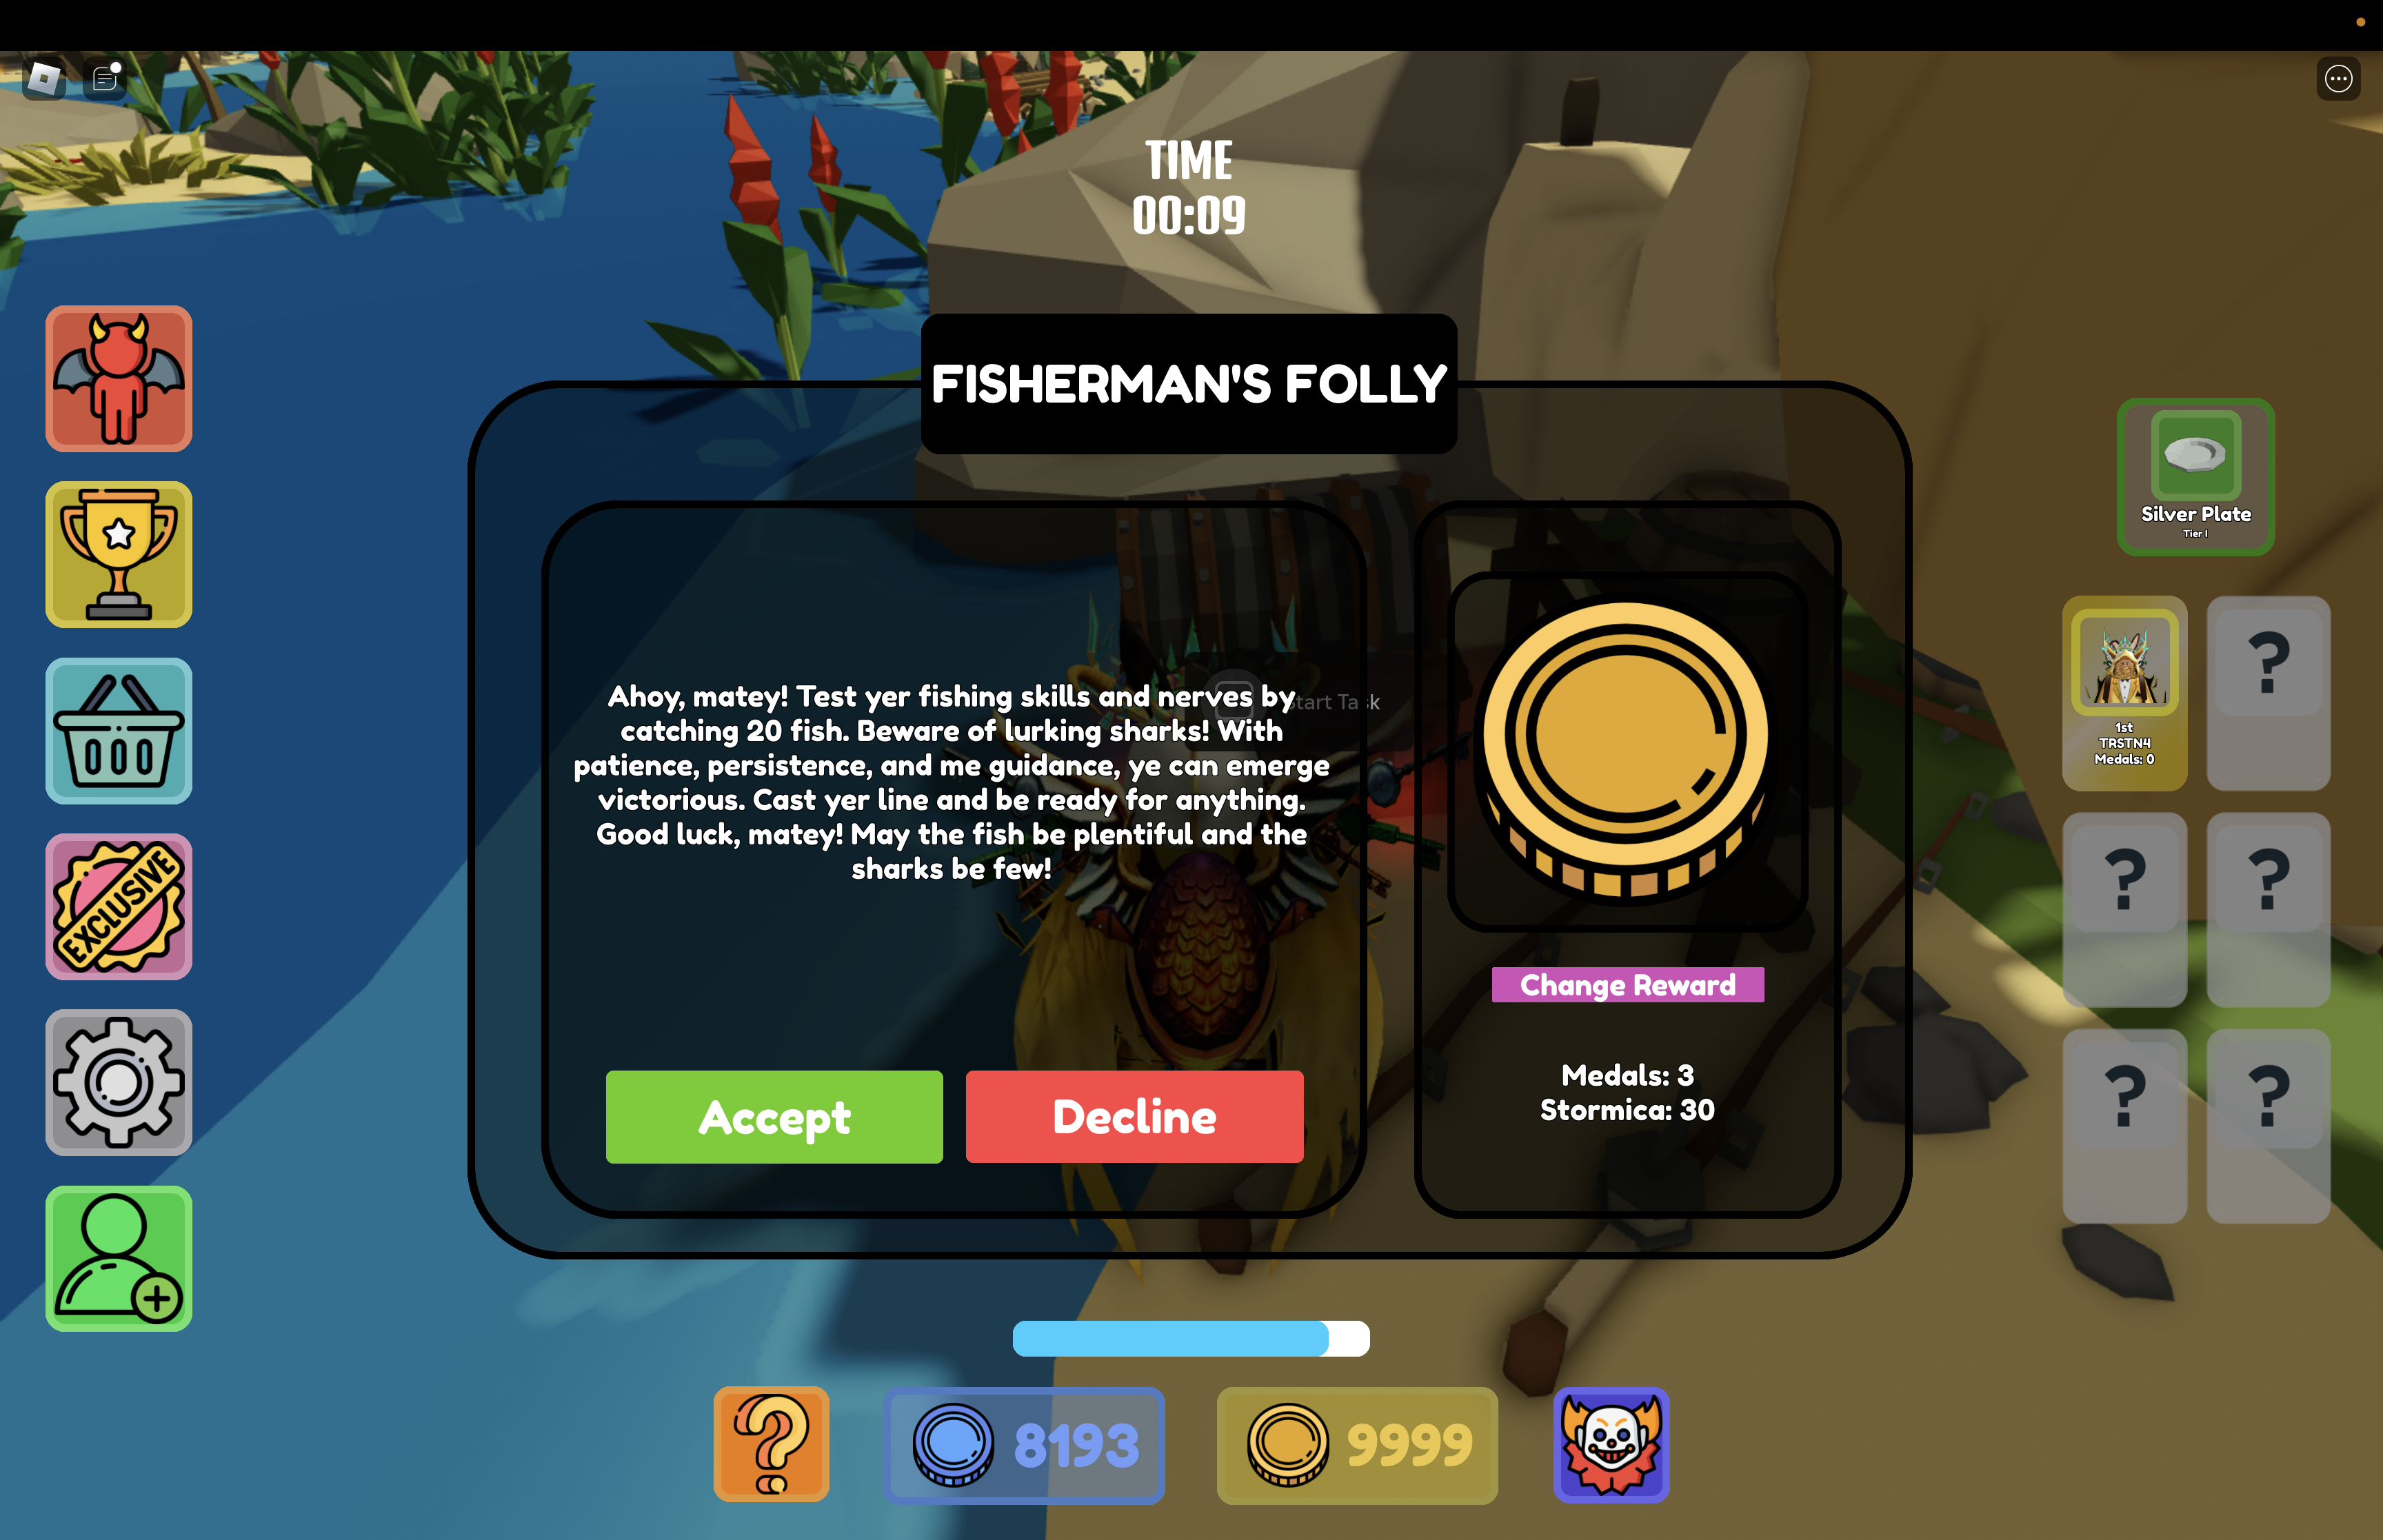 TIME
00:09
FISHERMAN'S FOLLY
Ahoy, matey! Test yer fishing skills and nerves by
catching 20 fish. Beware of lurking sharks! With
patience, persistence, and me guidance, ye can emerge
victorious. Cast yer line and be ready for anything.
Good luck, matey! May the fish be plentiful and the
sharks be few!
Start Task
Accept
Decline
Change Reward
Medals: 3
Stormica: 30
EXCLUSIVE
Silver Plate
Tier I
1st
TRSTN4
Medals: 0
?
?
?
?
?
8193
9999